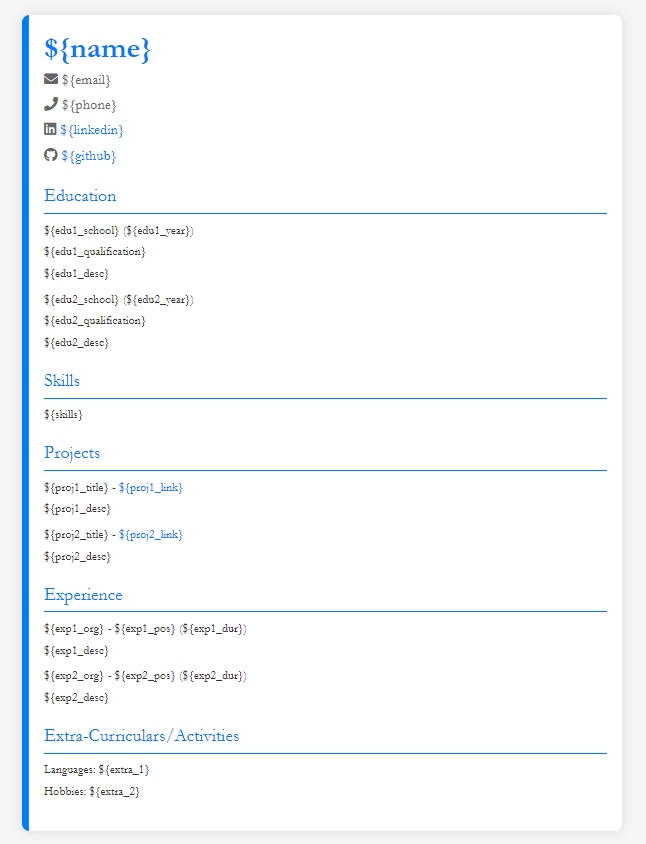 ${name}
${email}
${phone}
${linkedin}
${github}
Education
${edu1_school} (${edu1_year})
${edu1_qualification}
${edu1_desc}
${edu2_school} (${edu2_year})
${edu2_qualification}
${edu2_desc}
Skills
${skills}
Projects
${proj1_title} - ${proj1_link}
${proj1_desc}
${proj2_title} - ${proj2_link}
${proj2_desc}
Experience
${exp1_org} - ${exp1_pos} (${exp1_dur})
${exp1_desc}
${exp2_org} - ${exp2_pos} (${exp2_dur})
${exp2_desc}
Extra-Curriculars/Activities
Languages: ${extra_1}
Hobbies: ${extra_2}